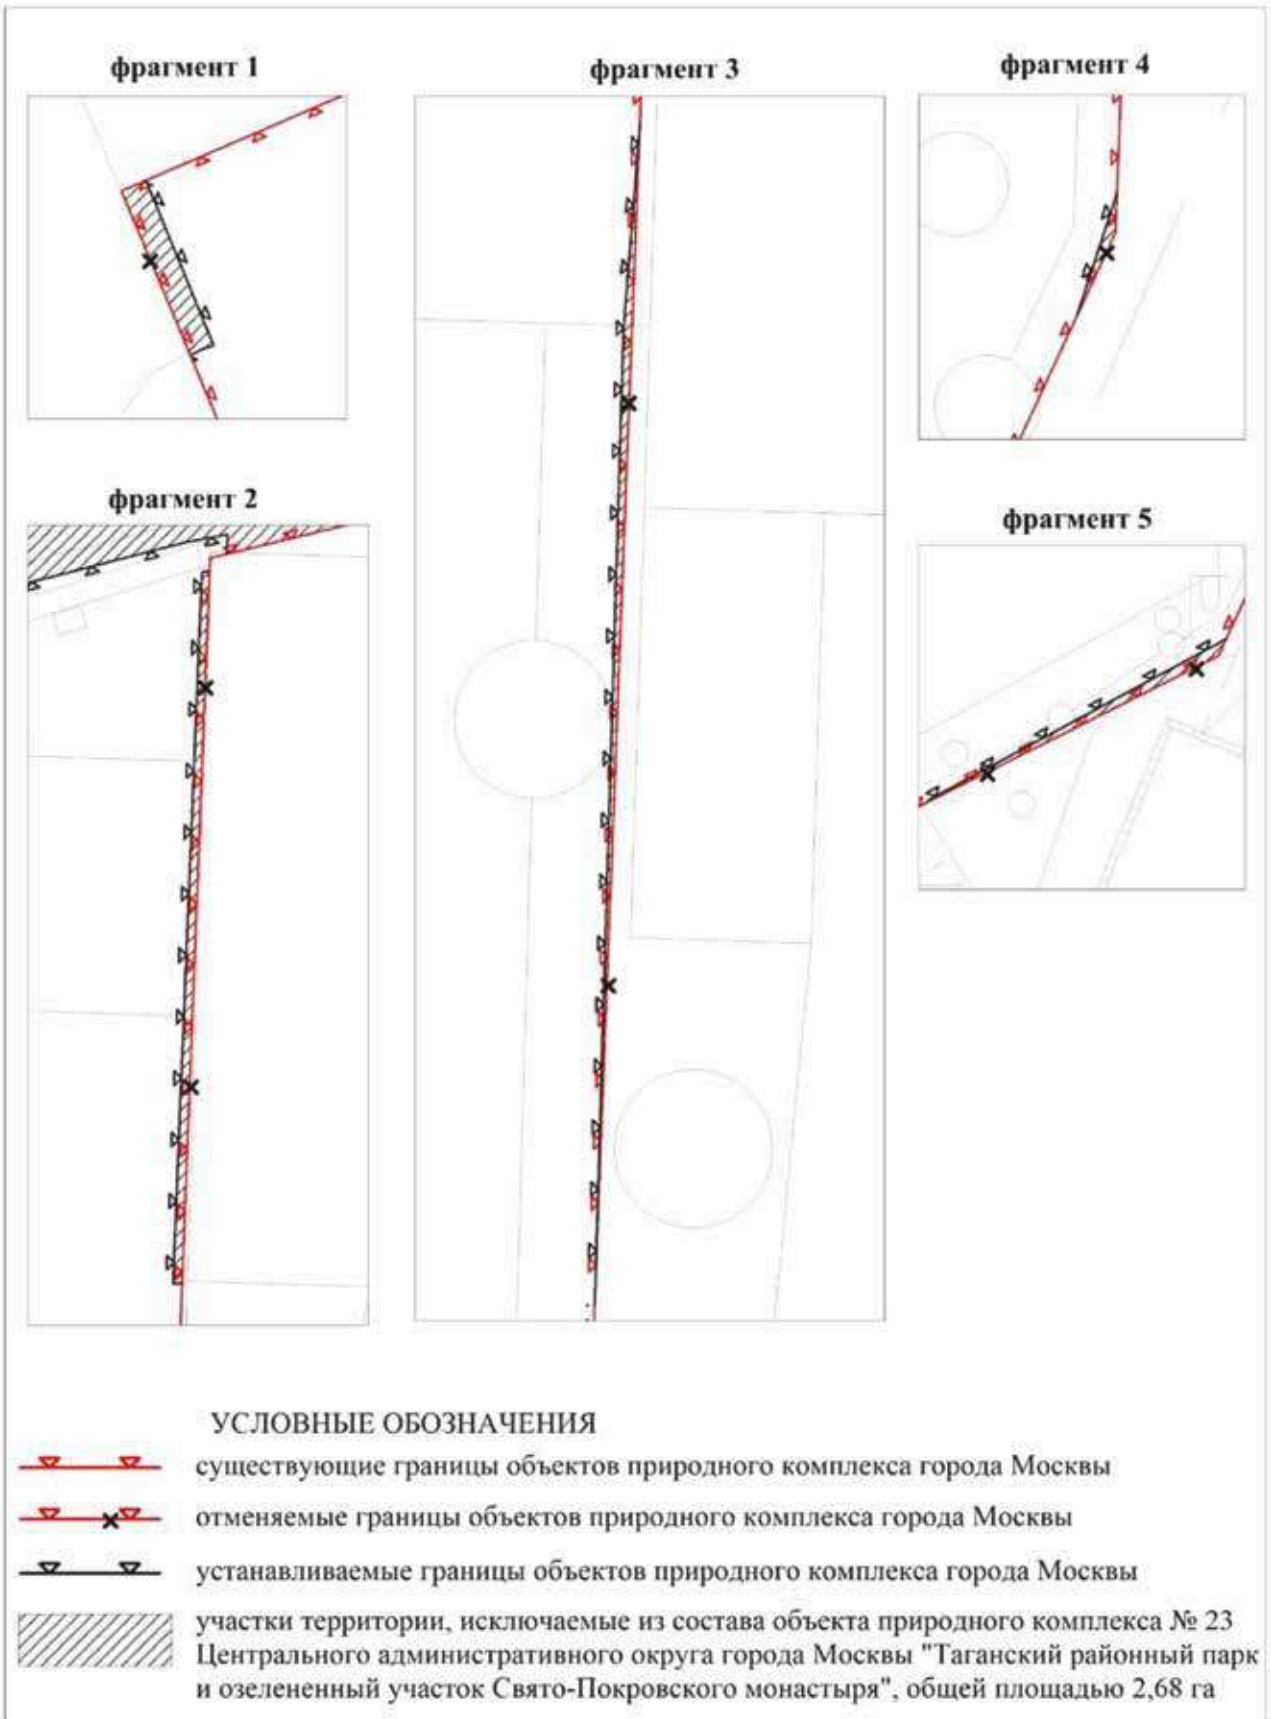 фрагмент 1
фрагмент 3
фрагмент 4
фрагмент 2
фрагмент 5
УСЛОВНЫЕ ОБОЗНАЧЕНИЯ
существующие границы объектов природного комплекса города Москвы
отменяемые границы объектов природного комплекса города Москвы
устанавливаемые границы объектов природного комплекса города Москвы
участки территории, исключаемые из состава объекта природного комплекса № 23
Центрального административного округа города Москвы "Таганский районный парк
и озелененный участок Свято-Покровского монастыря", общей площадью 2,68 га